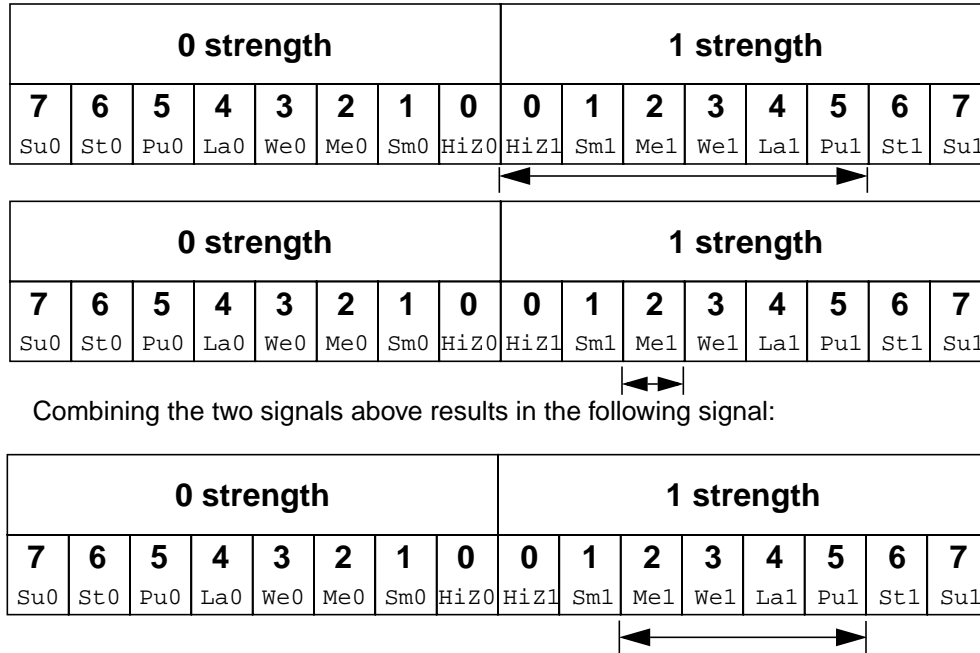 0 strength 1 strength
7 6 5 4 3 2 1 0 0 1 2 3 4 5 6 7
Su0 St0 Pu0 La0 We0 Me0 Sm0 HiZ0 HiZ1 Sm1 Me1 We1 La1 Pu1 St1 Su1
0 strength 1 strength
7 6 5 4 3 2 1 0 0 1 2 3 4 5 6 7
Su0 St0 Pu0 La0 We0 Me0 Sm0 HiZ0 HiZ1 Sm1 Me1 We1 La1 Pu1 St1 Su1
Combining the two signals above results in the following signal:
0 strength 1 strength
7 6 5 4 3 2 1 0 0 1 2 3 4 5 6 7
Su0 St0 Pu0 La0 We0 Me0 Sm0 HiZ0 HiZ1 Sm1 Me1 We1 La1 Pu1 St1 Su1